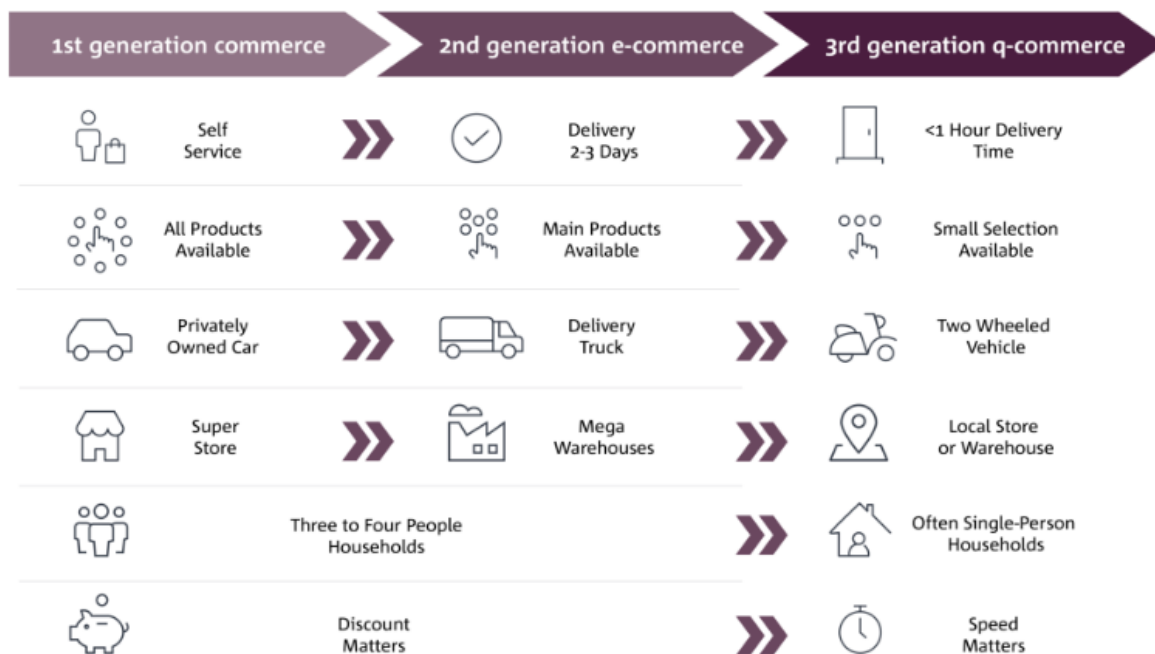 1st generation commerce
2nd generation e-commerce
3rd generation q-commerce
Self
Service
Delivery
2-3 Days
<1 Hour Delivery
Time
All Products
Available
Main Products
Available
Small Selection
Available
Privately
Owned Car
Delivery
Truck
Two Wheeled
Vehicle
Super
Store
Mega
Warehouses
Local Store
or Warehouse
Three to Four People
Households
Often Single-Person
Households
Discount
Matters
Speed
Matters